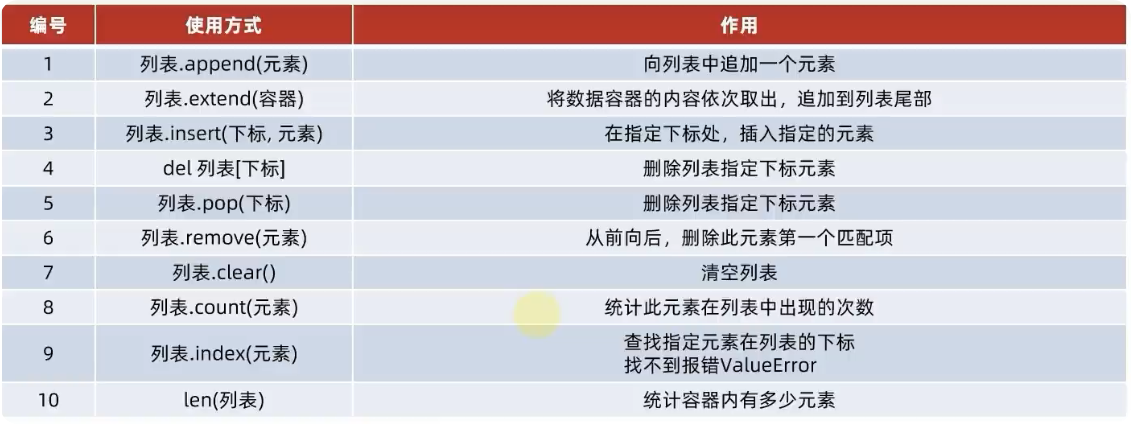 编号 使用方式 作用
1 列表.append(元素) 向列表中追加一个元素
2 列表.extend(容器) 将数据容器的内容依次取出，追加到列表尾部
3 列表.insert(下标, 元素) 在指定下标处，插入指定的元素
4 del 列表[下标] 删除列表指定下标元素
5 列表.pop(下标) 删除列表指定下标元素
6 列表.remove(元素) 从前向后，删除此元素第一个匹配项
7 列表.clear() 清空列表
8 列表.count(元素) 统计此元素在列表中出现的次数
9 列表.index(元素) 查找指定元素在列表的下标
找不到报错ValueError
10 len(列表) 统计容器内有多少元素